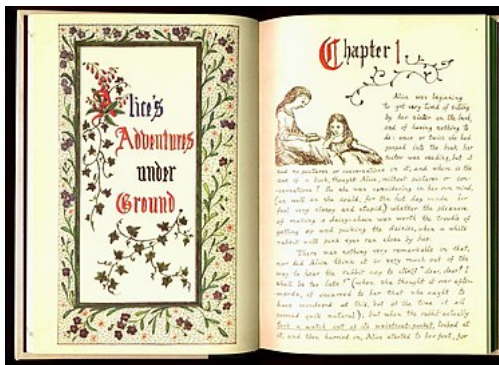 Alice's
Adventures
under
Ground
Chapter 1
Alice was beginning
to get very tired of sitting
by her sister on the bank,
and of having nothing to
do: once or twice she had
peeped into the book her
sister was reading, but it
had no pictures or conversations in it, and where is the
use of a book, thought Alice, without pictures or con-
-versations? So she was considering in her own mind,
(as well as she could, for the hot day made her
feel very sleepy and stupid,) whether the pleasure
of making a daisy-chain was worth the trouble of
getting up and picking the daisies, when a white
rabbit with pink eyes ran close by her.
There was nothing very remarkable in that,
nor did Alice think it so very much out of the
way to hear the rabbit say to itself "dear, dear! I
shall be too late!" (when she thought it over after-
-wards, it occurred to her that she ought to
have wondered at this, but at the time it all
seemed quite natural); but when the rabbit actually
took a watch out of its waistcoat-pocket, looked at
it, and then hurried on, Alice started to her feet, for